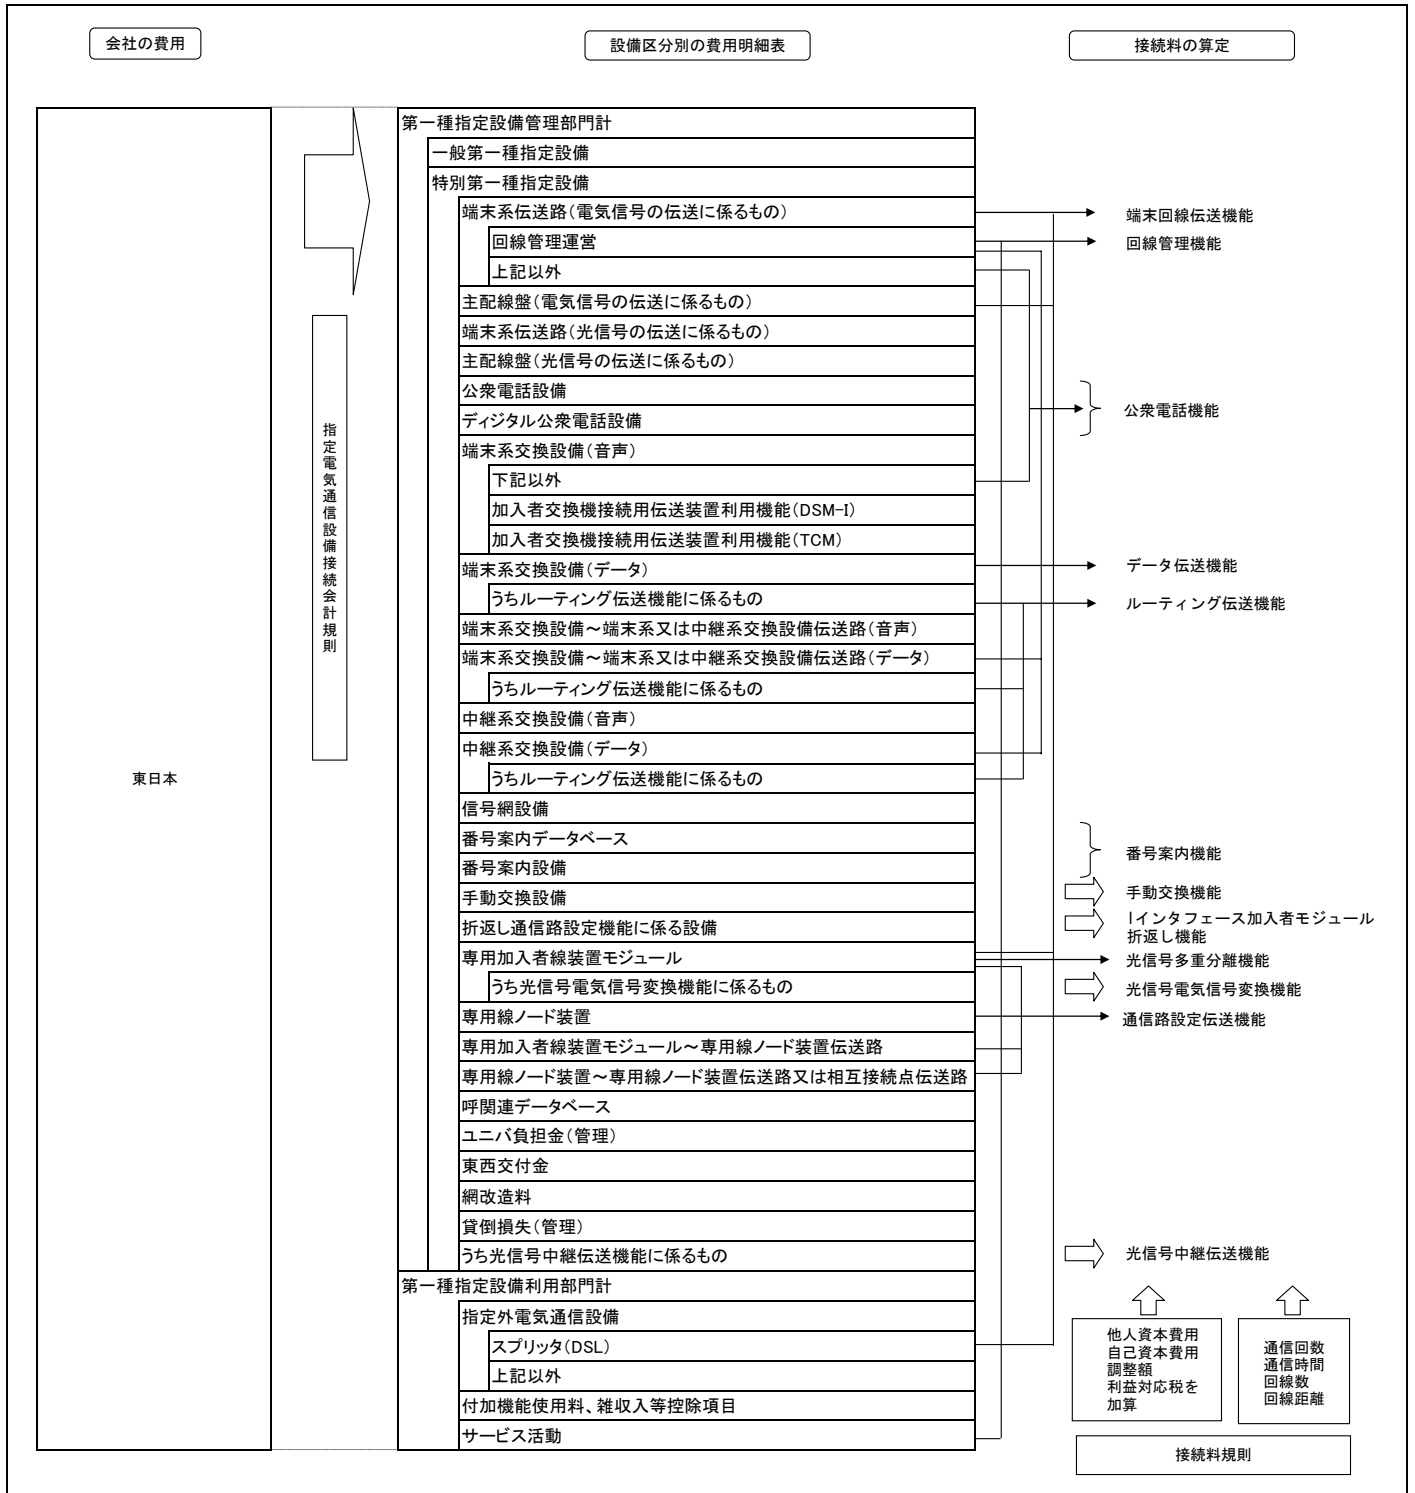 会社の費用
設備区分別の費用明細表
接続料の算定
東日本
指定電気通信設備接続会計規則
第一種指定設備管理部門計
一般第一種指定設備
特別第一種指定設備
端末系伝送路(電気信号の伝送に係るもの)
回線管理運営
上記以外
主配線盤(電気信号の伝送に係るもの)
端末系伝送路(光信号の伝送に係るもの)
主配線盤(光信号の伝送に係るもの)
公衆電話設備
ディジタル公衆電話設備
端末系交換設備(音声)
下記以外
加入者交換機接続用伝送装置利用機能(DSM-I)
加入者交換機接続用伝送装置利用機能(TCM)
端末系交換設備(データ)
うちルーティング伝送機能に係るもの
端末系交換設備～端末系又は中継系交換設備伝送路(音声)
端末系交換設備～端末系又は中継系交換設備伝送路(データ)
うちルーティング伝送機能に係るもの
中継系交換設備(音声)
中継系交換設備(データ)
うちルーティング伝送機能に係るもの
信号網設備
番号案内データベース
番号案内設備
手動交換設備
折返し通信路設定機能に係る設備
専用加入者線装置モジュール
うち光信号電気信号変換機能に係るもの
専用線ノード装置
専用加入者線装置モジュール～専用線ノード装置伝送路
専用線ノード装置～専用線ノード装置伝送路又は相互接続点伝送路
呼関連データベース
ユニバ負担金(管理)
東西交付金
網改造料
貸倒損失(管理)
うち光信号中継伝送機能に係るもの
第一種指定設備利用部門計
指定外電気通信設備
スプリッタ(DSL)
上記以外
付加機能使用料、雑収入等控除項目
サービス活動
端末回線伝送機能
回線管理機能
公衆電話機能
データ伝送機能
ルーティング伝送機能
番号案内機能
手動交換機能
Iインタフェース加入者モジュール
折返し機能
光信号多重分離機能
光信号電気信号変換機能
通信路設定伝送機能
光信号中継伝送機能
他人資本費用
自己資本費用
調整額
利益対応税を
加算
通信回数
通信時間
回線数
回線距離
接続料規則